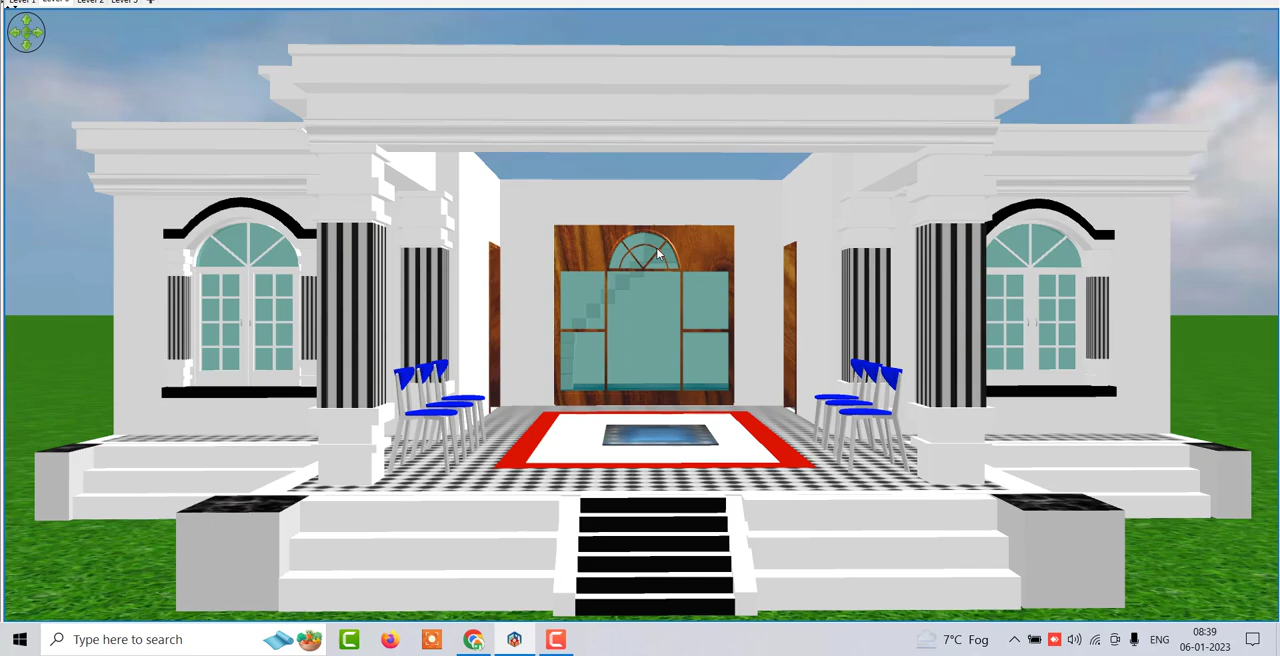 Level 1 Level 2 Level 3
Type here to search
7°C Fog
ENG
08:39
06-01-2023